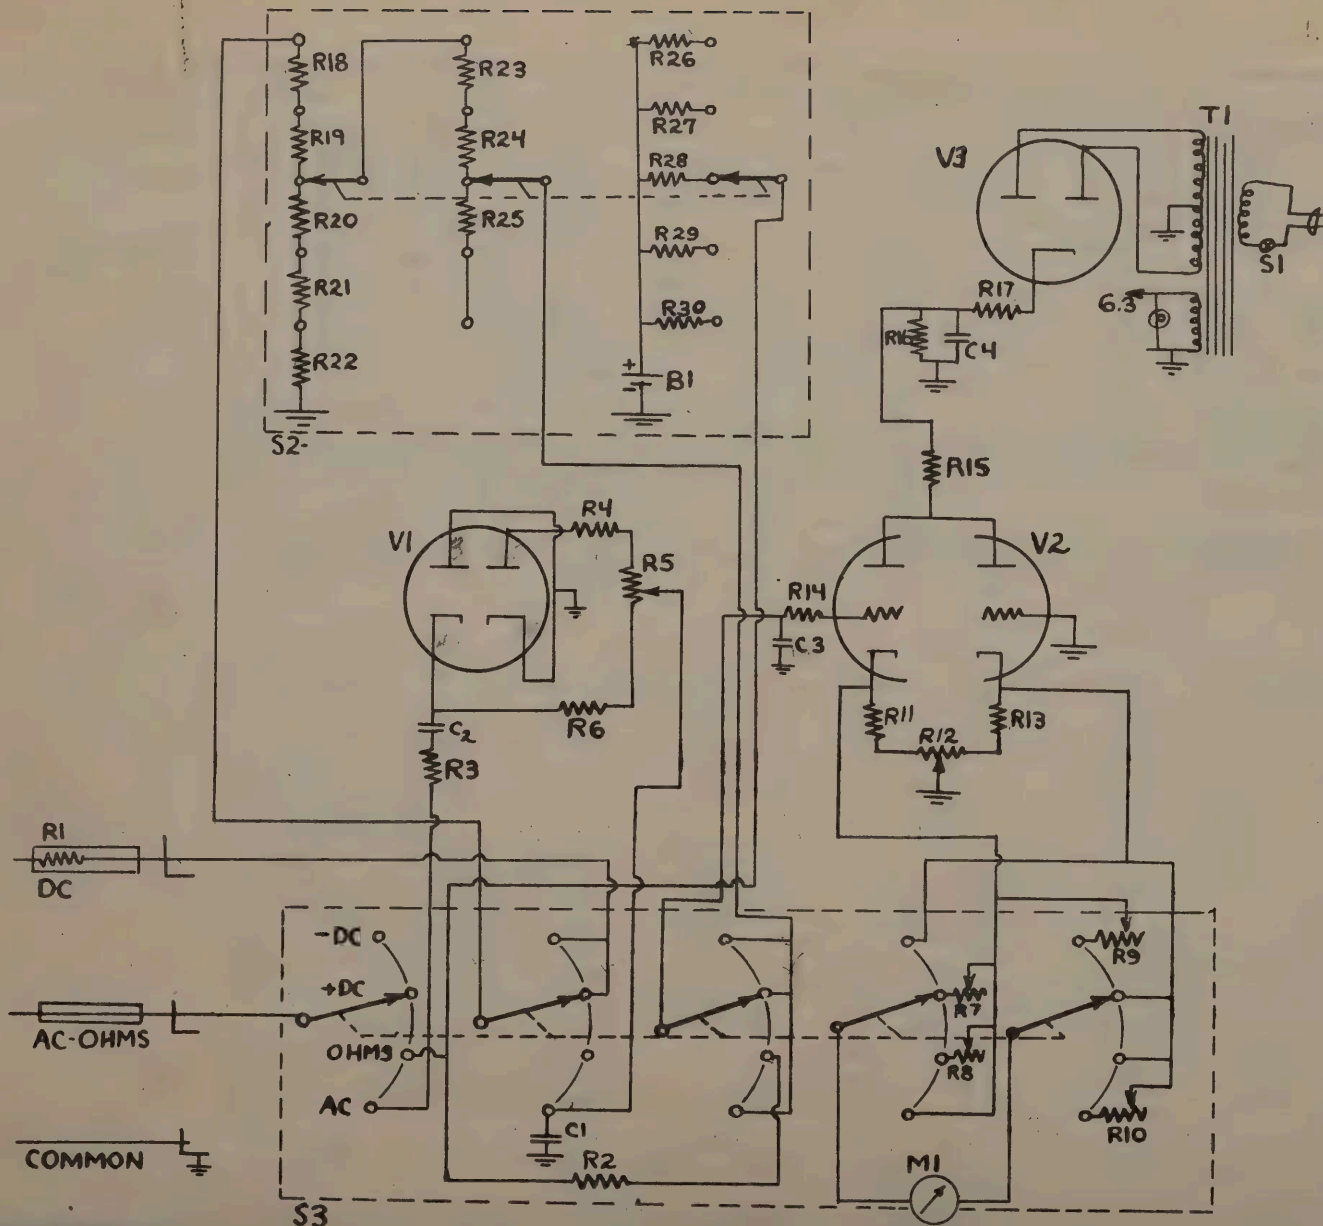 R18
R23
R26
R19
R24
R27
R28
R20
R25
R29
R21
R30
R22
+
-
B1
S2
T1
V3
S1
R17
6.3
R16
C4
R15
V1
R4
R5
V2
R14
C3
R6
C2
R3
R11
R12
R13
R1
DC
-DC
+DC
OHMS
AC
AC-OHMS
COMMON
R7
R8
R9
R10
C1
R2
M1
S3